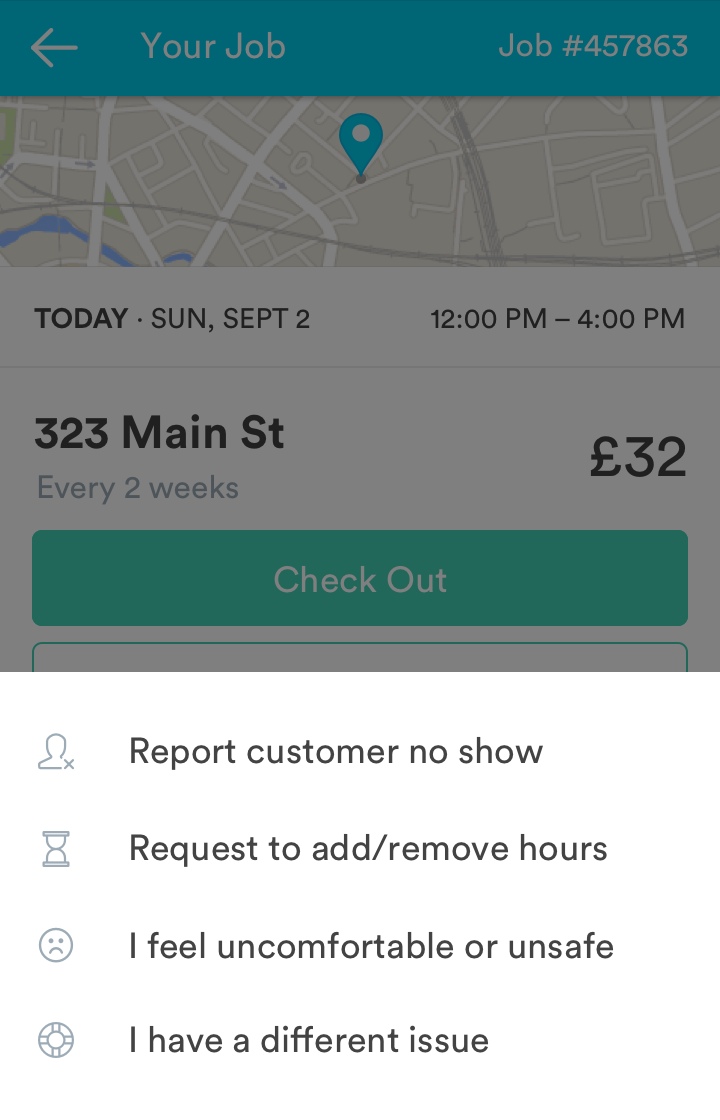 Your Job
Job #457863
TODAY · SUN, SEPT 2
12:00 PM – 4:00 PM
323 Main St
£32
Every 2 weeks
Check Out
Report customer no show
Request to add/remove hours
I feel uncomfortable or unsafe
I have a different issue